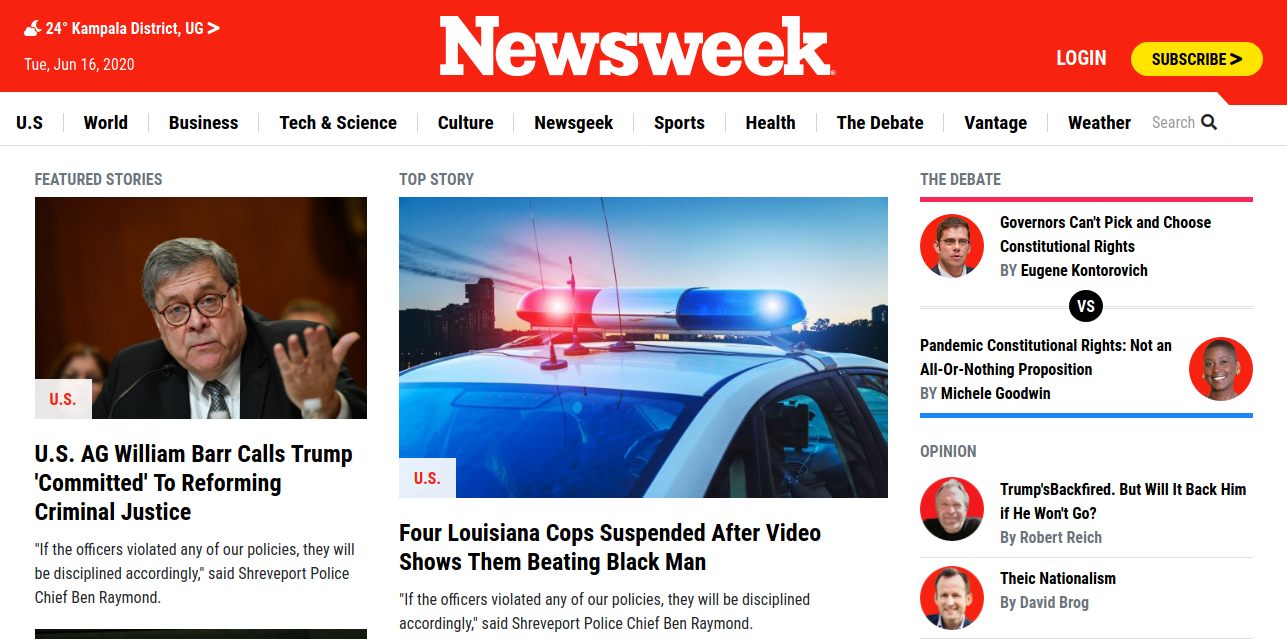 24° Kampala District, UG >
Tue, Jun 16, 2020
Newsweek
LOGIN
SUBSCRIBE >
U.S
World
Business
Tech & Science
Culture
Newsgeek
Sports
Health
The Debate
Vantage
Weather
Search
FEATURED STORIES
U.S.
U.S. AG William Barr Calls Trump
'Committed' To Reforming
Criminal Justice
"If the officers violated any of our policies, they will
be disciplined accordingly," said Shreveport Police
Chief Ben Raymond.
TOP STORY
U.S.
Four Louisiana Cops Suspended After Video
Shows Them Beating Black Man
"If the officers violated any of our policies, they will be disciplined
accordingly," said Shreveport Police Chief Ben Raymond.
THE DEBATE
Governors Can't Pick and Choose
Constitutional Rights
BY Eugene Kontorovich
VS
Pandemic Constitutional Rights: Not an
All-Or-Nothing Proposition
BY Michele Goodwin
OPINION
Trump'sBackfired. But Will It Back Him
if He Won't Go?
By Robert Reich
Theic Nationalism
By David Brog